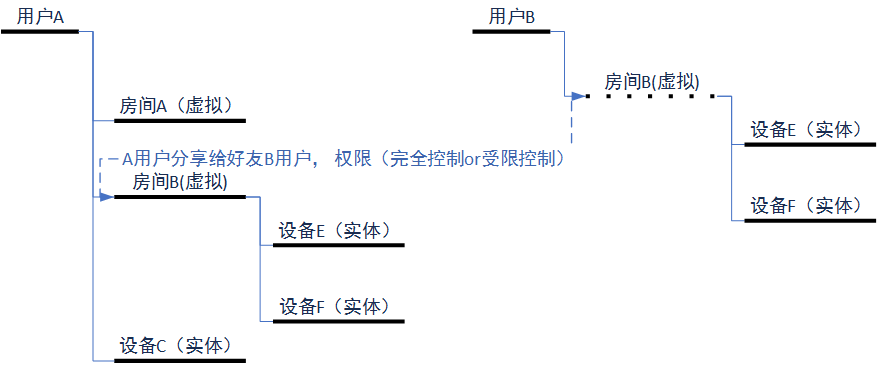 用户A
用户B
房间B(虚拟)
房间A（虚拟）
设备E（实体）
A用户分享给好友B用户， 权限（完全控制or受限控制）
房间B(虚拟)
设备F（实体）
设备E（实体）
设备F（实体）
设备C（实体）